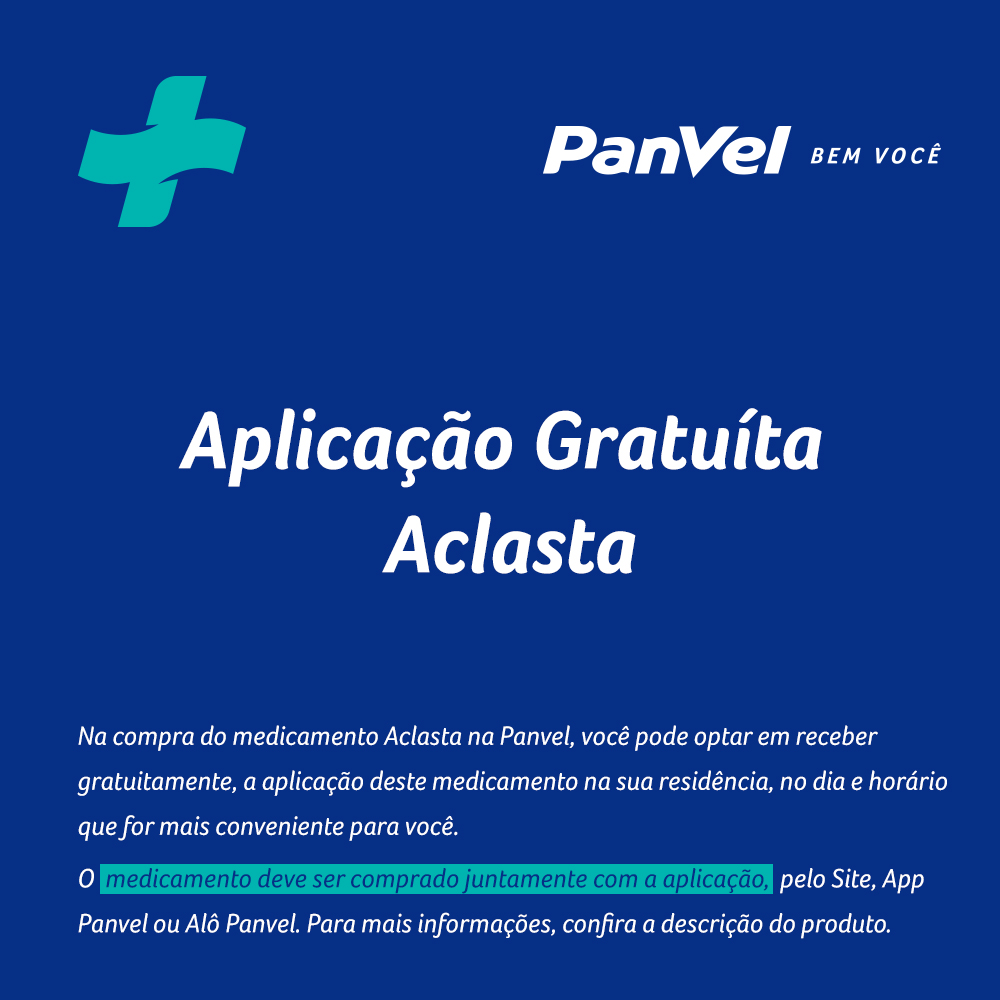 PanVel BEM VOCÊ
Aplicação Gratuíta
Aclasta
Na compra do medicamento Aclasta na Panvel, você pode optar em receber
gratuitamente, a aplicação deste medicamento na sua residência, no dia e horário
que for mais conveniente para você.
O medicamento deve ser comprado juntamente com a aplicação, pelo Site, App
Panvel ou Alô Panvel. Para mais informações, confira a descrição do produto.